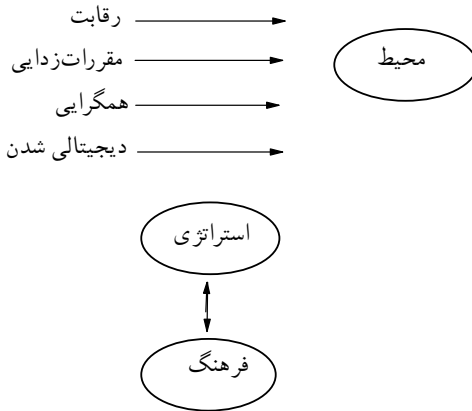 رقابت
محیط
مقررات‌زدایی
همگرایی
دیجیتالی شدن
استراتژی
فرهنگ